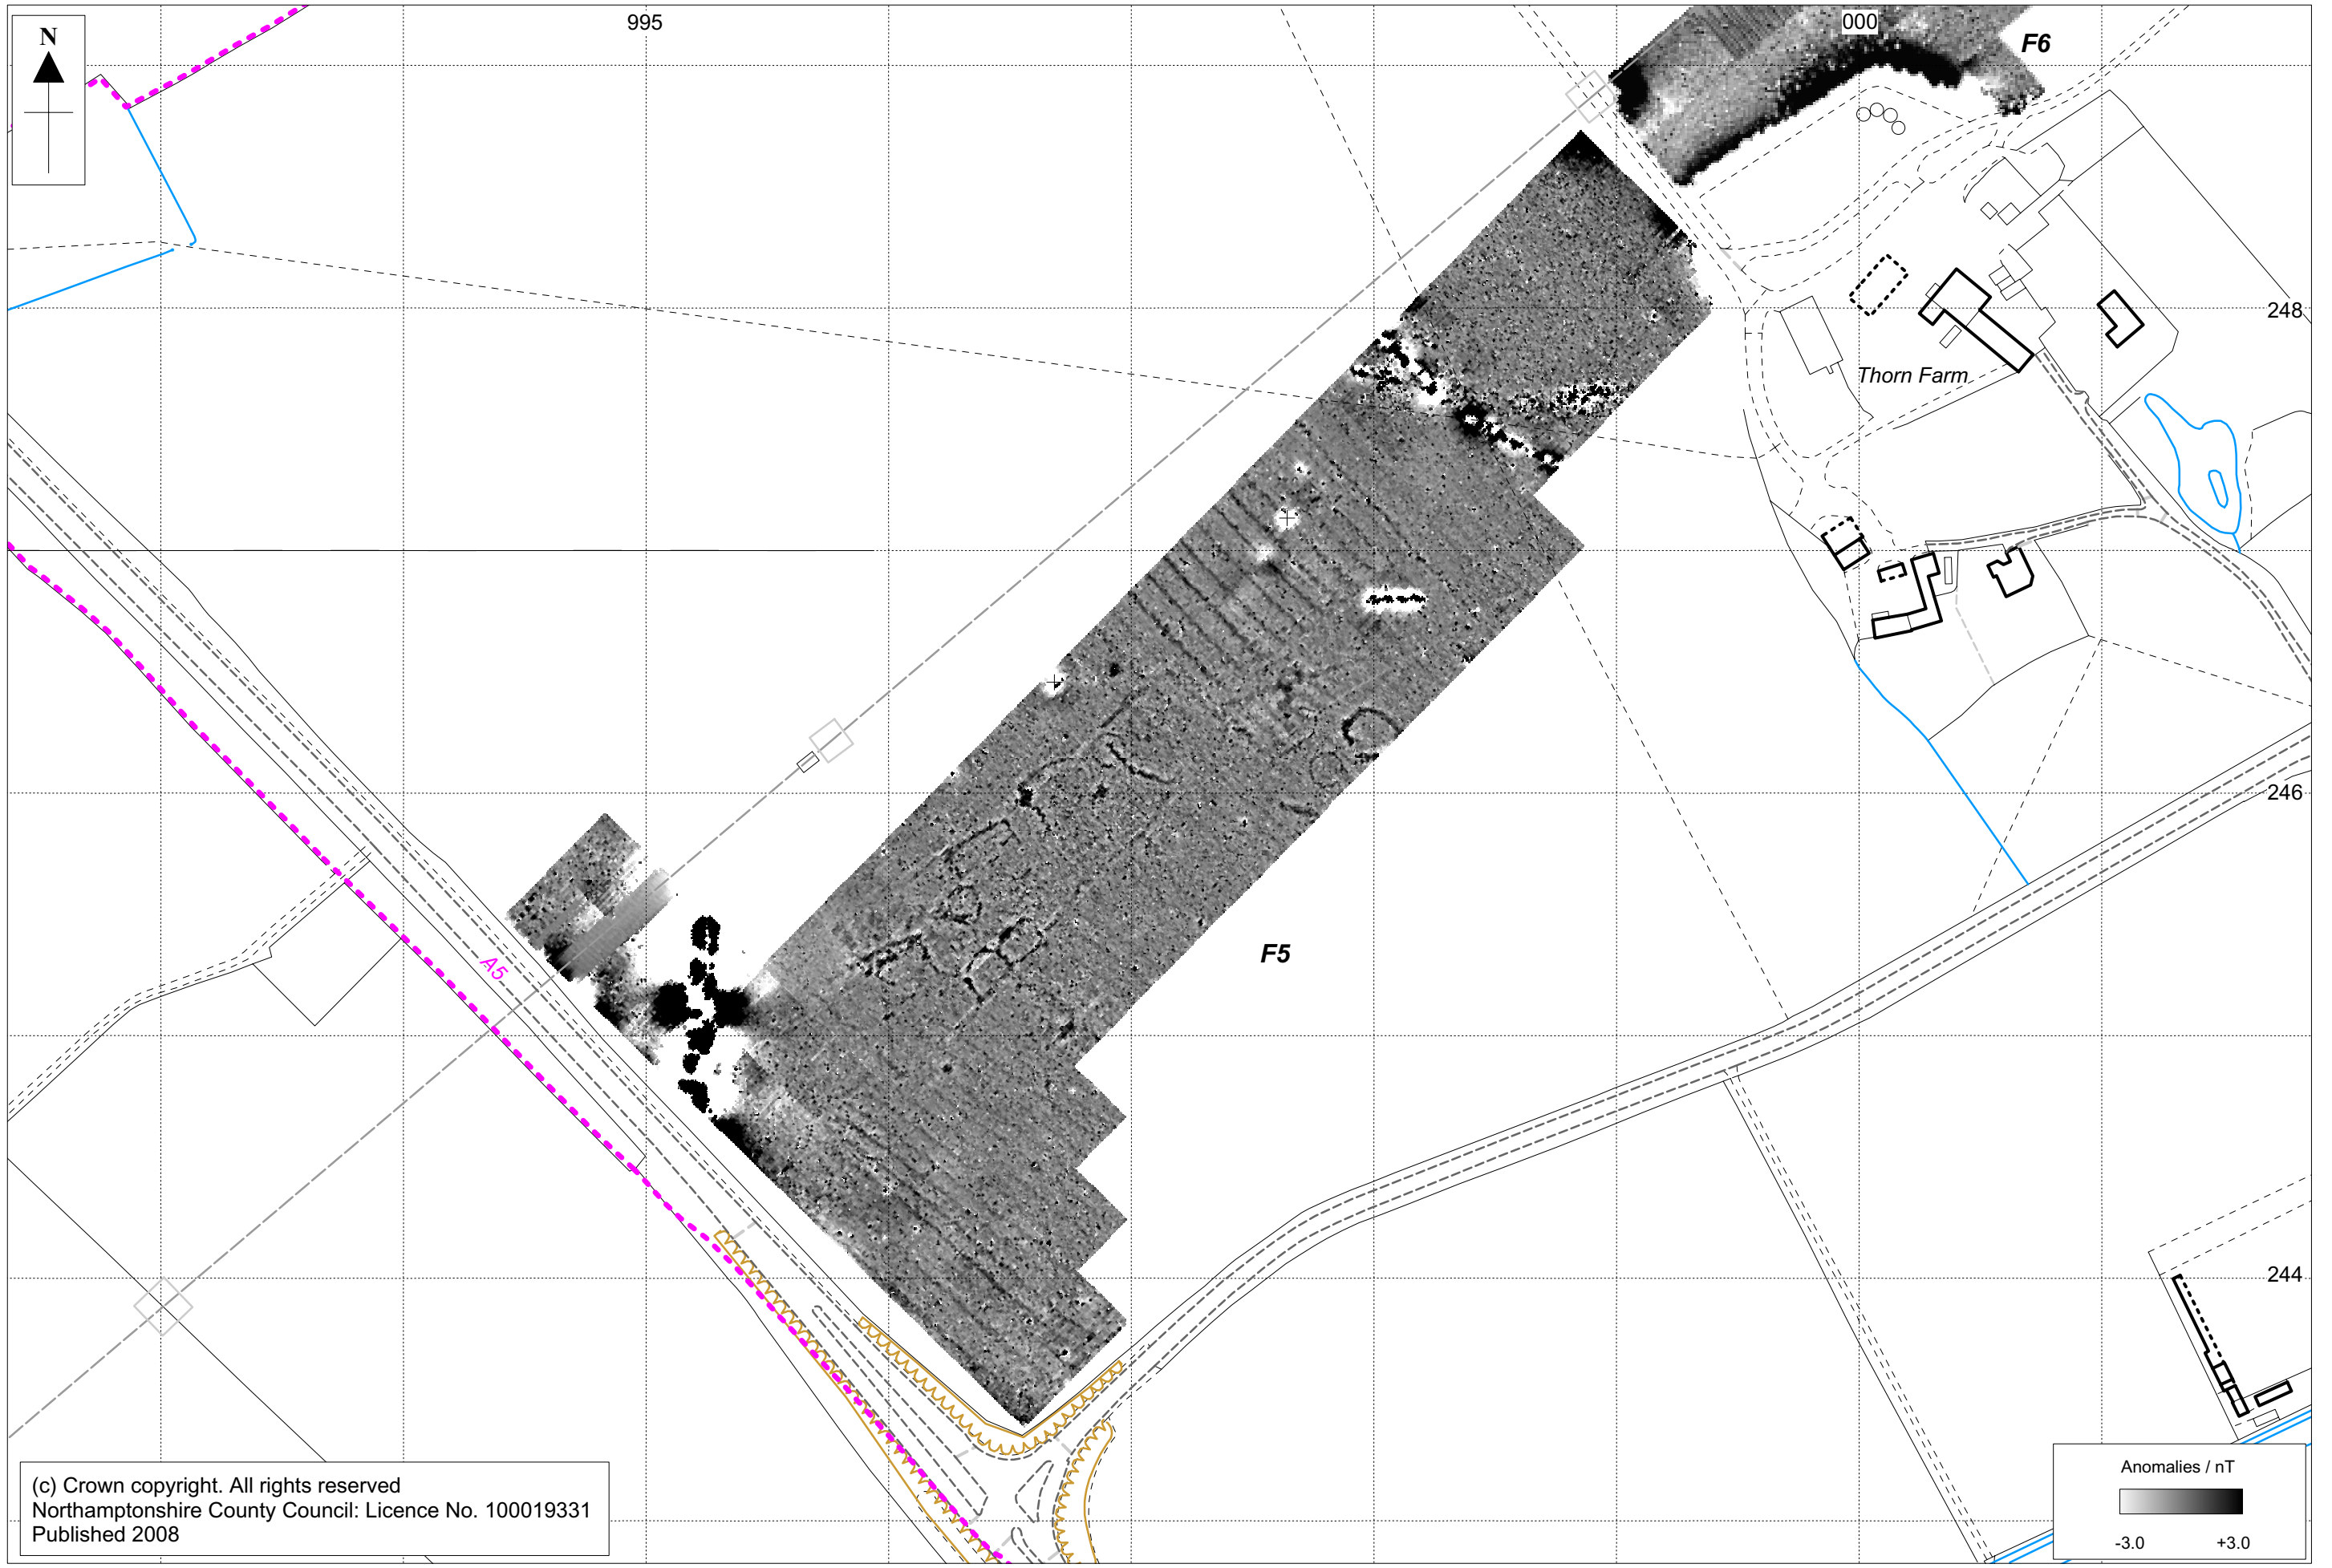 N
995
000
F6
248
Thorn Farm
246
A5
F5
244
(c) Crown copyright. All rights reserved
Northamptonshire County Council: Licence No. 100019331
Published 2008
Anomalies / nT
-3.0 +3.0